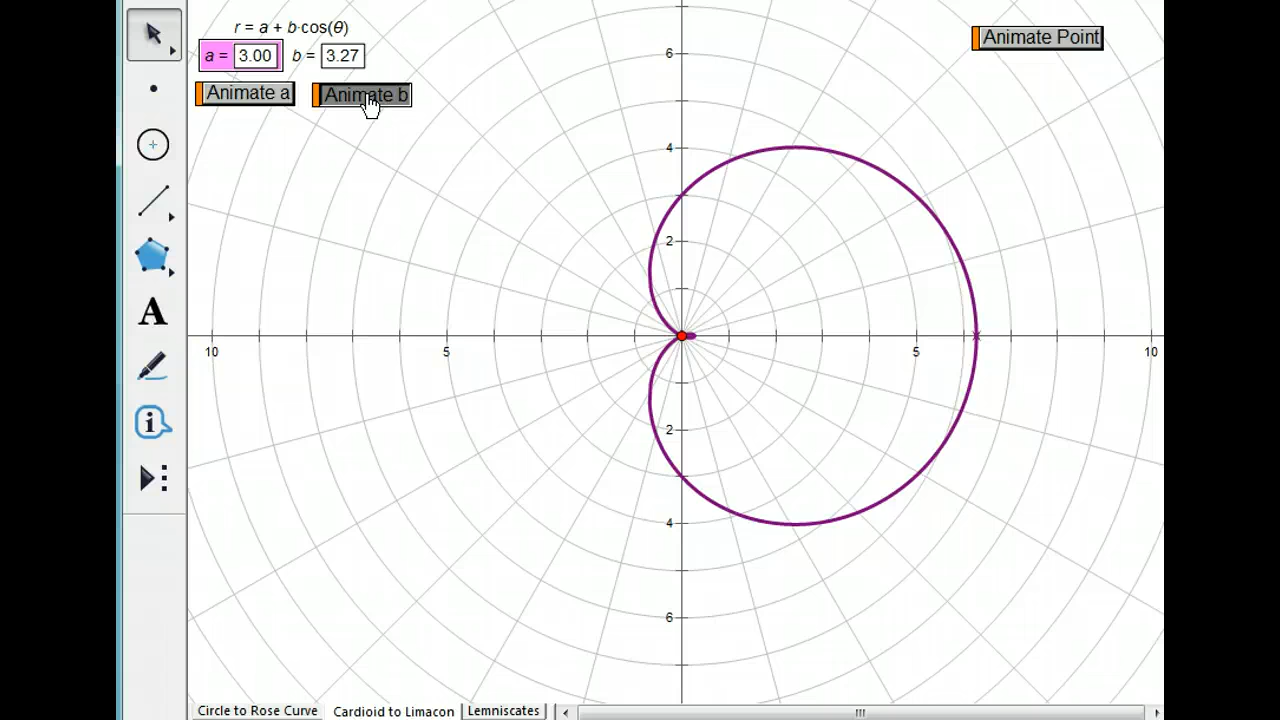 r = a + b·cos(θ)
a = 3.00 b = 3.27
Animate a Animate b
Animate Point
6
4
2
10 5 5 10
2
4
6
A
i
Circle to Rose Curve Cardioid to Limacon Lemniscates